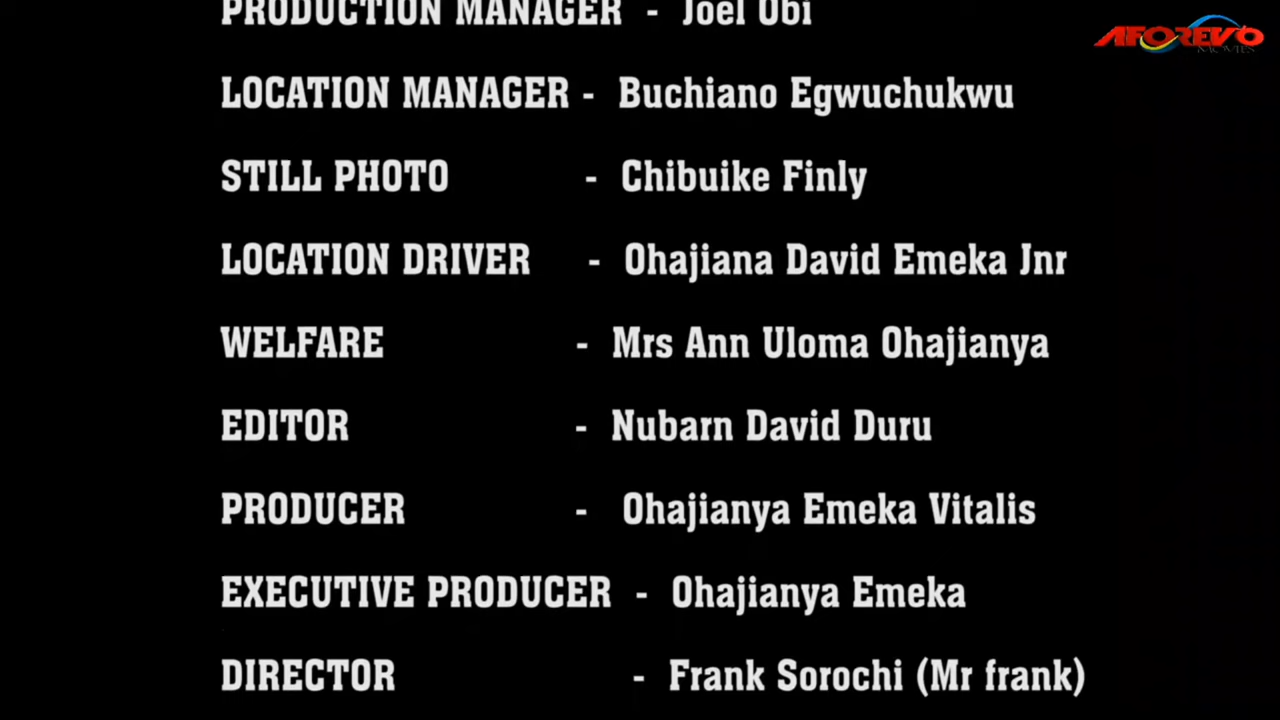 PRODUCTION MANAGER - Joel Obi
AFOREVO
MOVIES
LOCATION MANAGER - Buchiano Egwuchukwu
STILL PHOTO - Chibuike Finly
LOCATION DRIVER - Ohajiana David Emeka Jnr
WELFARE - Mrs Ann Uloma Ohajianya
EDITOR - Nubarn David Duru
PRODUCER - Ohajianya Emeka Vitalis
EXECUTIVE PRODUCER - Ohajianya Emeka
DIRECTOR - Frank Sorochi (Mr frank)